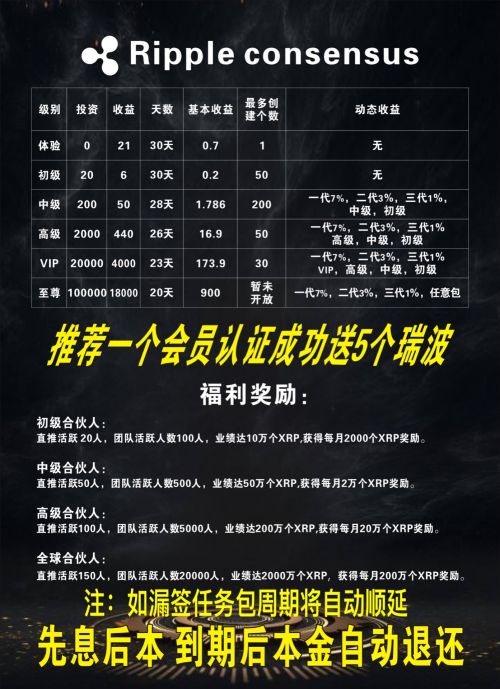 Ripple consensus
级别 投资 收益 天数 基本收益 最多创建个数 动态收益
体验 0 21 30天 0.7 1 无
初级 20 6 30天 0.2 50 无
中级 200 50 28天 1.786 200 一代7%，二代3%，三代1%，中级，初级
高级 2000 440 26天 16.9 50 一代7%，二代3%，三代1% 高级，中级，初级
VIP 20000 4000 23天 173.9 30 一代7%，二代3%，三代1% VIP，高级，中级，初级
至尊 100000 18000 20天 900 暂未开放 一代7%，二代3%，三代1%，任意包
推荐一个会员认证成功送5个瑞波
福利奖励：
初级合伙人：
直推活跃 20人，团队活跃人数100人，业绩达10万个XRP,获得每月2000个XRP奖励。
中级合伙人：
直推活跃50人，团队活跃人数500人，业绩达50万个XRP,获得每月2万个XRP奖励。
高级合伙人：
直推活跃100人，团队活跃人数5000人，业绩达200万个XRP,获得每月20万个XRP奖励。
全球合伙人：
直推活跃150人，团队活跃人数20000人，业绩达2000万个XRP，获得每月200万个XRP奖励。
注：如漏签任务包周期将自动顺延
先息后本 到期后本金自动退还